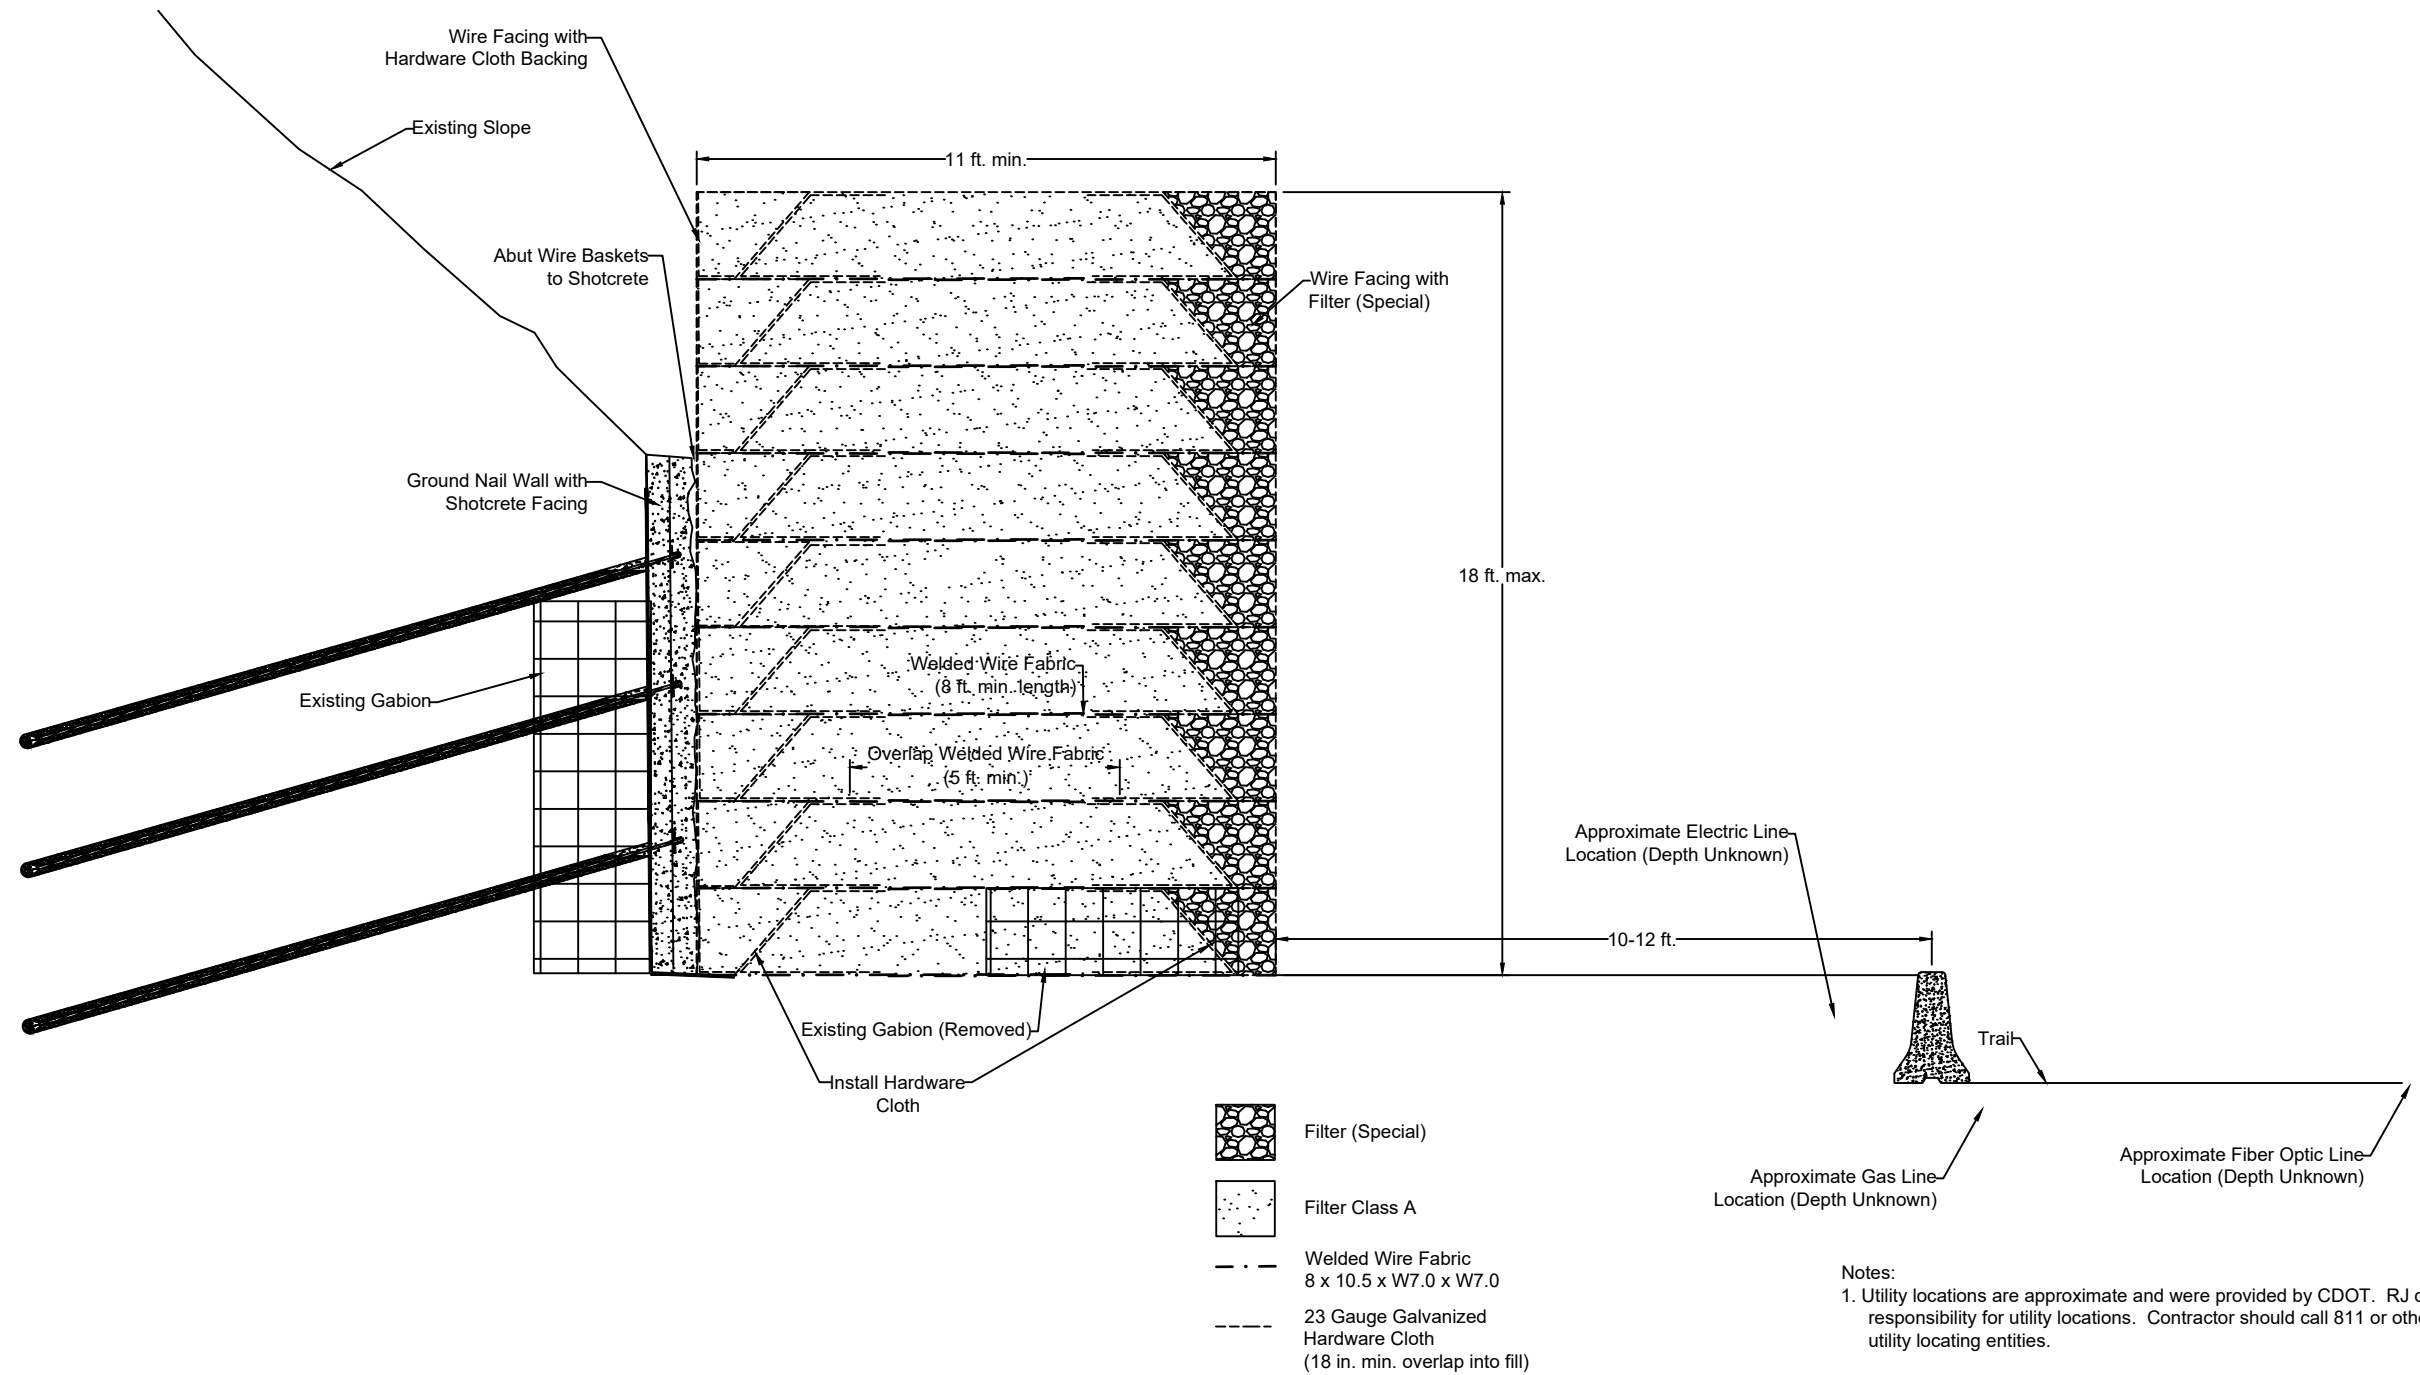 Wire Facing with
Hardware Cloth Backing
Existing Slope
11 ft. min.
Abut Wire Baskets
to Shotcrete
Wire Facing with
Filter (Special)
Ground Nail Wall with
Shotcrete Facing
18 ft. max.
Welded Wire Fabric
(8 ft. min. length)
Existing Gabion
Overlap Welded Wire Fabric
(5 ft. min.)
Approximate Electric Line
Location (Depth Unknown)
10-12 ft.
Existing Gabion (Removed)
Trail
Install Hardware
Cloth
Filter (Special)
Approximate Fiber Optic Line
Location (Depth Unknown)
Approximate Gas Line
Location (Depth Unknown)
Filter Class A
Welded Wire Fabric
8 x 10.5 x W7.0 x W7.0
23 Gauge Galvanized
Hardware Cloth
(18 in. min. overlap into fill)
Notes:
1. Utility locations are approximate and were provided by CDOT. RJ
responsibility for utility locations. Contractor should call 811 or
utility locating entities.